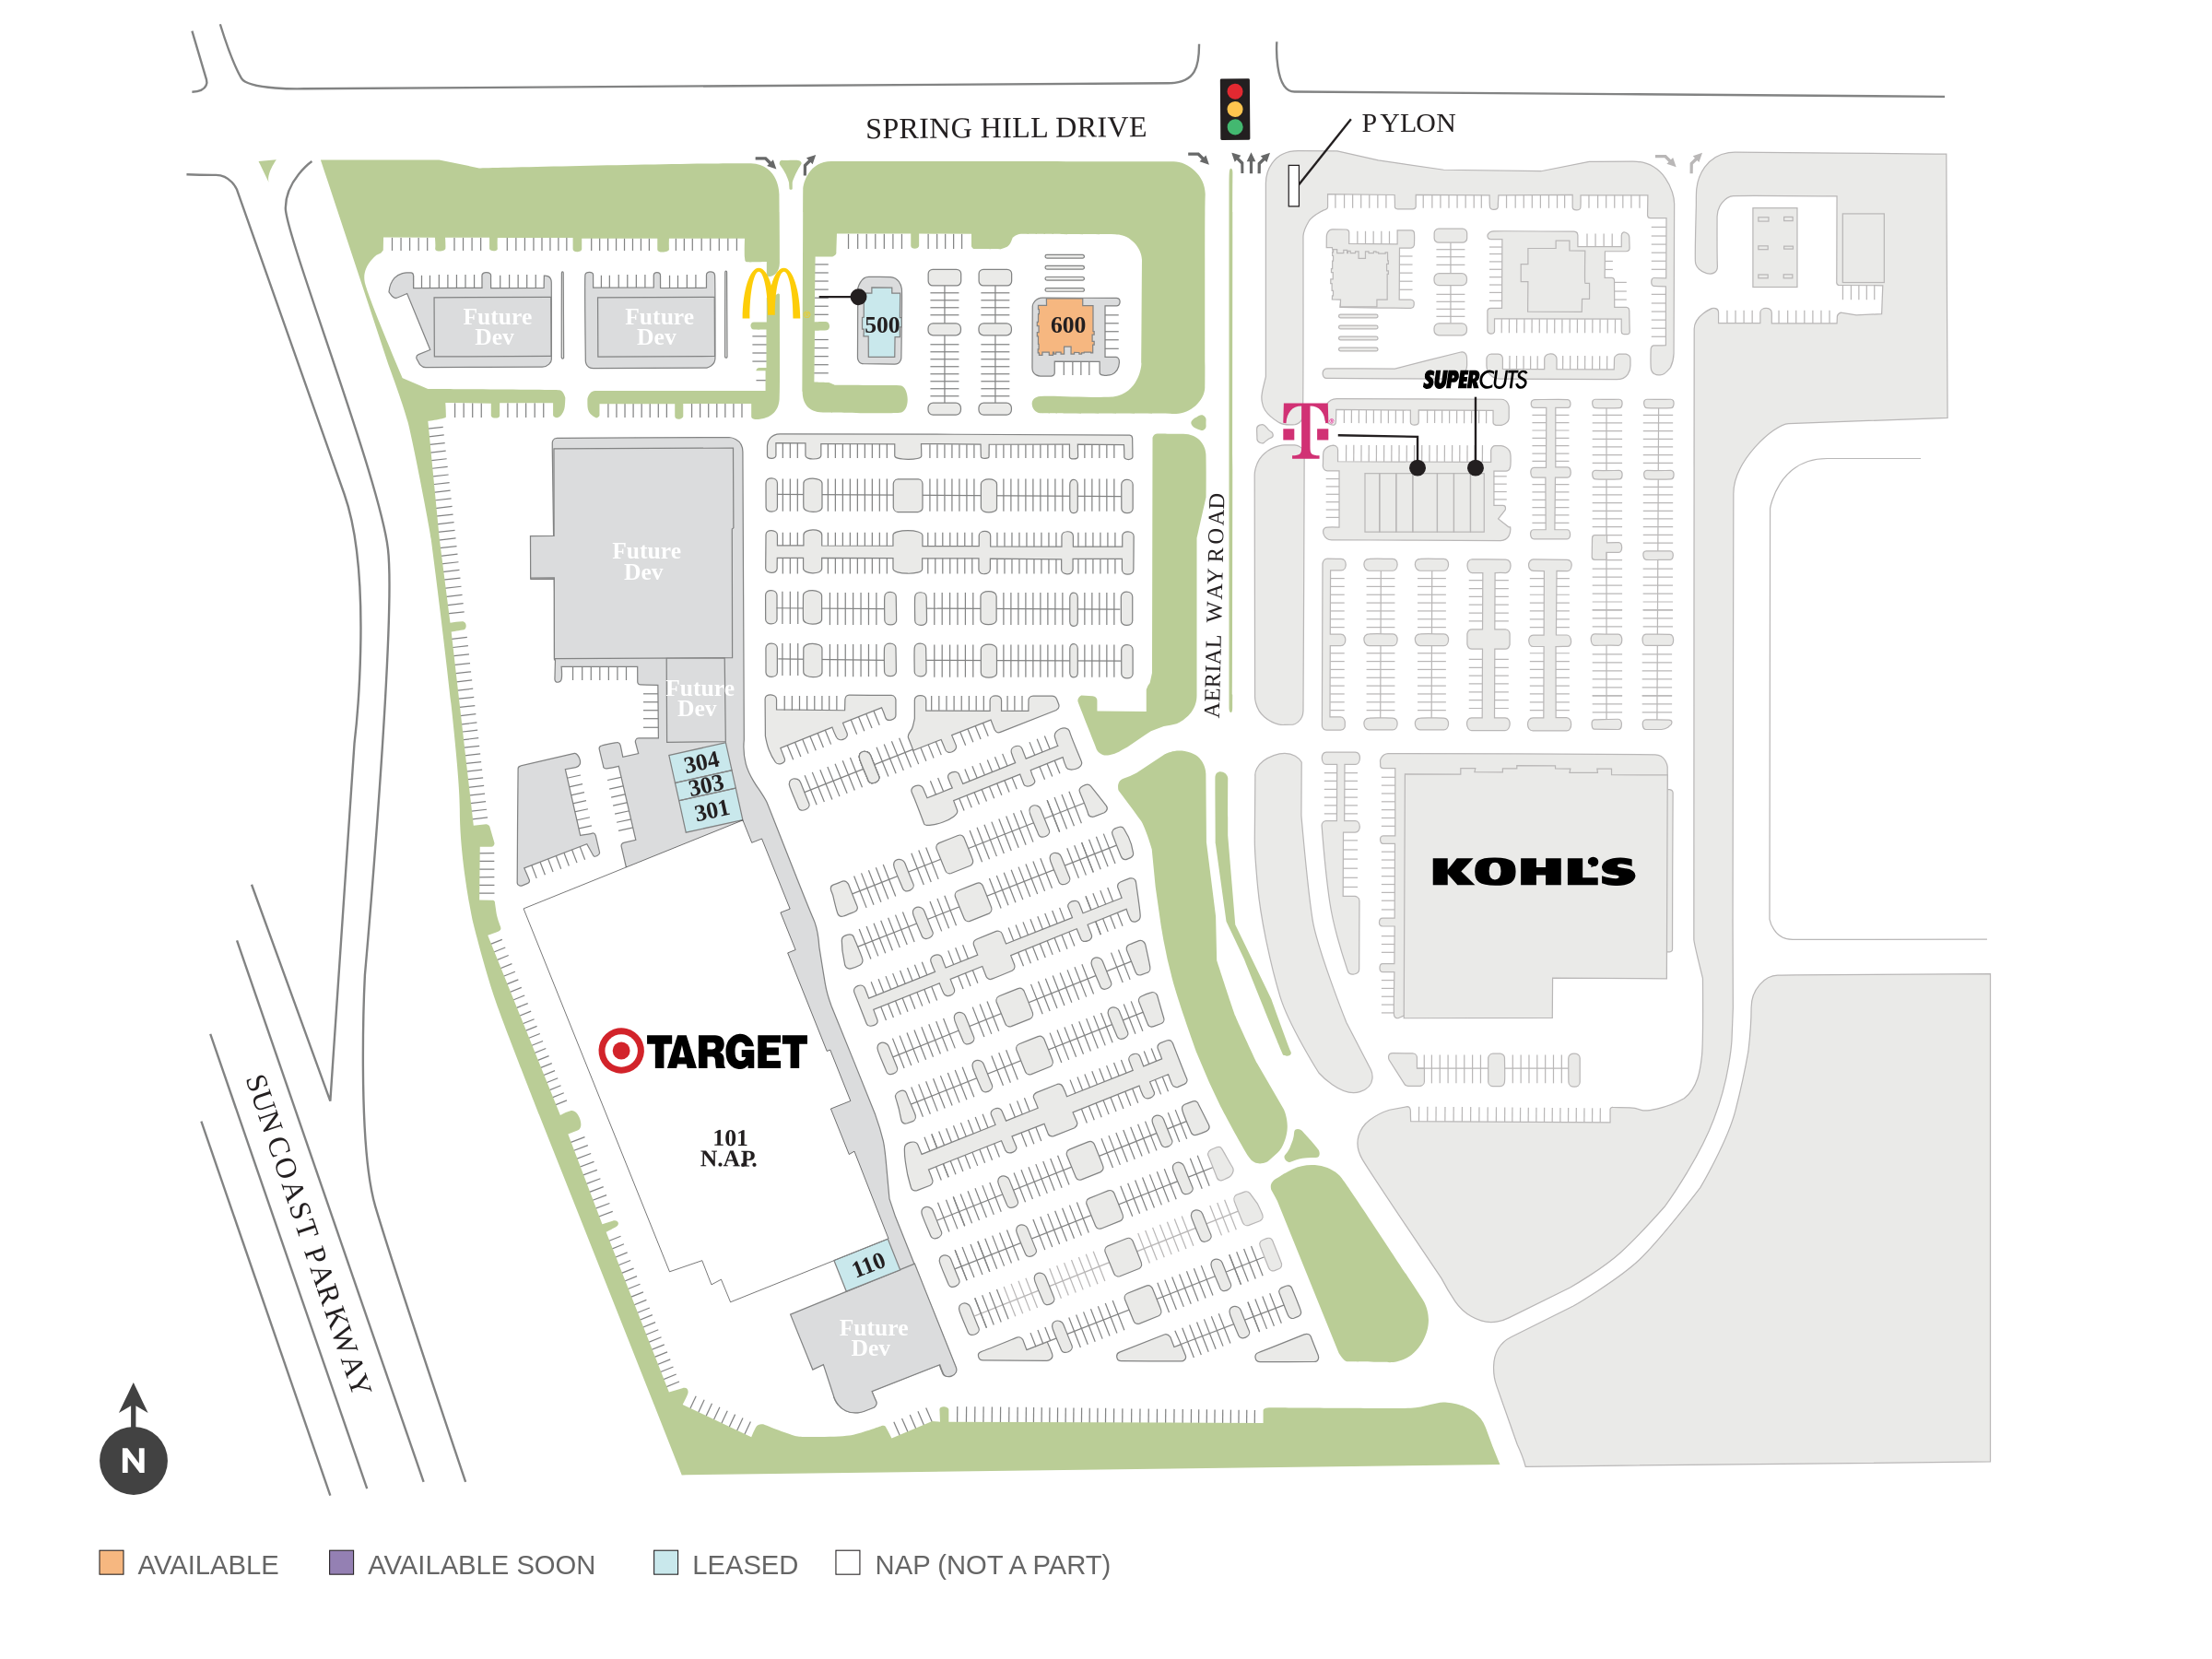 SPRING HILL DRIVE
PYLON
Future
Dev
Future
Dev
500
600
SUPERCUTS
T
Future
Dev
AERIAL WAY ROAD
Future
Dev
304
303
301
KOHL'S
TARGET
101
N.A.P.
SUNCOAST PARKWAY
110
Future
Dev
N
AVAILABLE
AVAILABLE SOON
LEASED
NAP (NOT A PART)